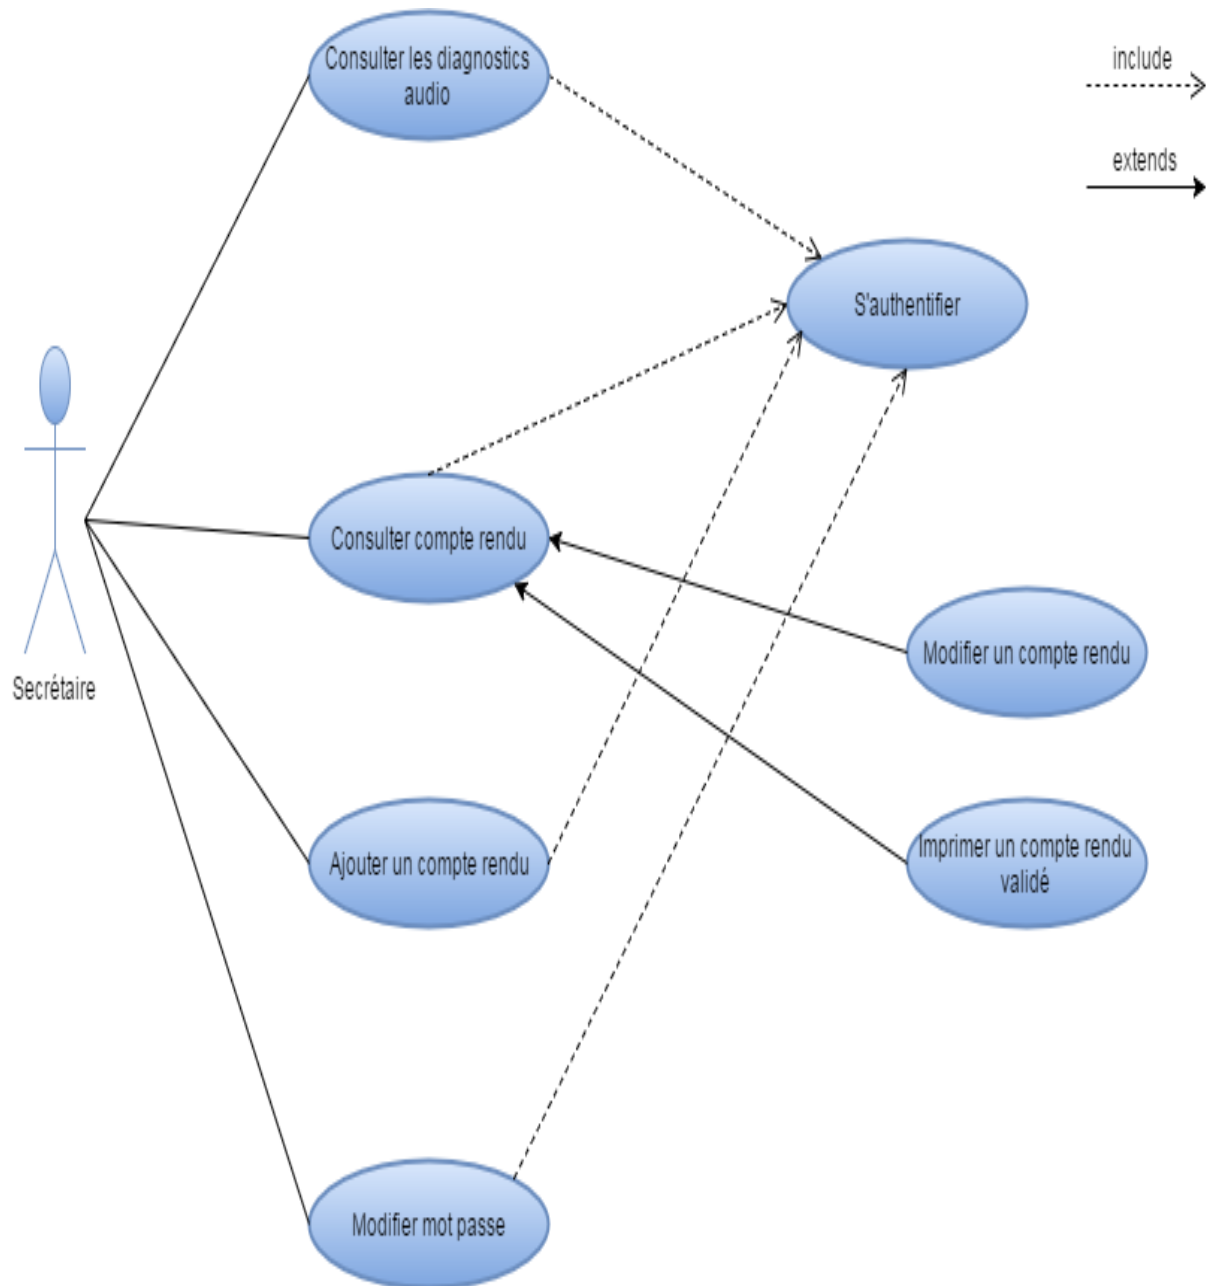 Consulter les diagnostics
audio
include
extends
S'authentifier
Consulter compte rendu
Modifier un compte rendu
Secrétaire
Ajouter un compte rendu
Imprimer un compte rendu
validé
Modifier mot passe